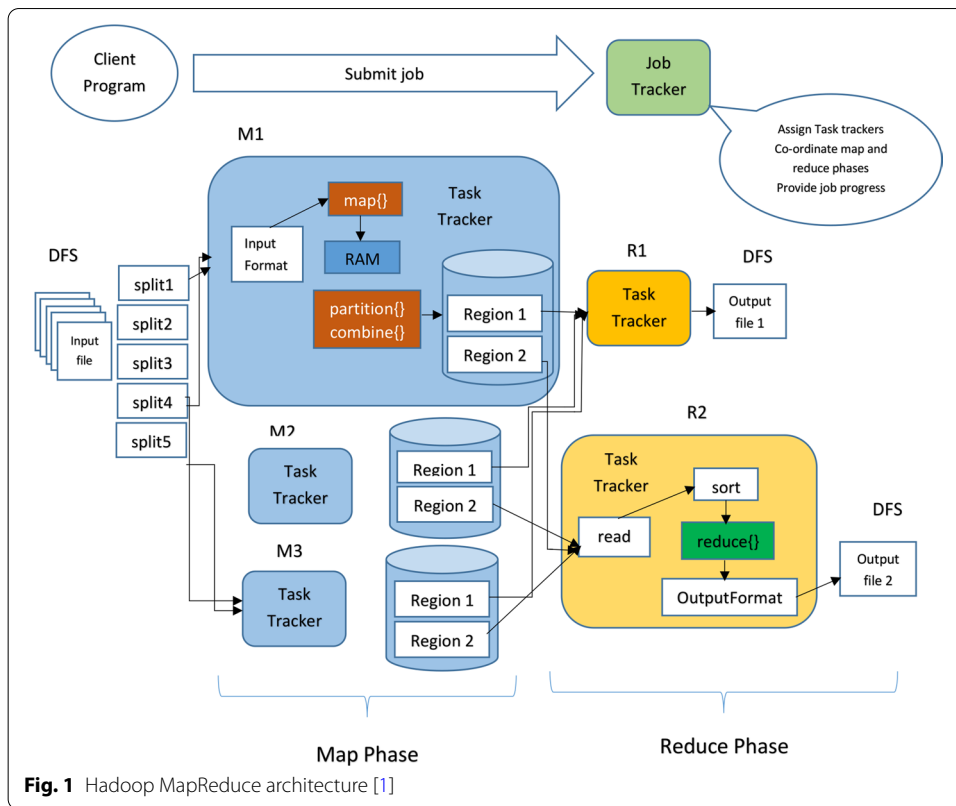 Client
Program
Submit job
Job
Tracker
Assign Task trackers
Co-ordinate map and
reduce phases
Provide job progress
M1
Task
Tracker
map{}
Input
Format
RAM
partition{}
combine{}
Region 1
Region 2
DFS
Input
file
split1
split2
split3
split4
split5
R1
Task
Tracker
DFS
Output
file 1
M2
Task
Tracker
Region 1
Region 2
M3
Task
Tracker
Region 1
Region 2
R2
Task
Tracker
read
sort
reduce{}
OutputFormat
DFS
Output
file 2
Map Phase
Reduce Phase
Fig. 1 Hadoop MapReduce architecture [1]